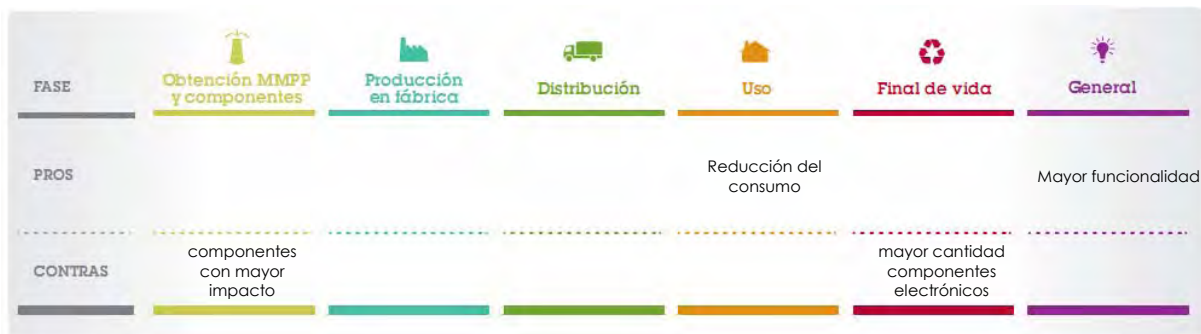 FASE
Obtención MMPP
y componentes
Producción
en fábrica
Distribución
Uso
Final de vida
General
PROS
Reducción del
consumo
Mayor funcionalidad
CONTRAS
componentes
con mayor
impacto
mayor cantidad
componentes
electrónicos